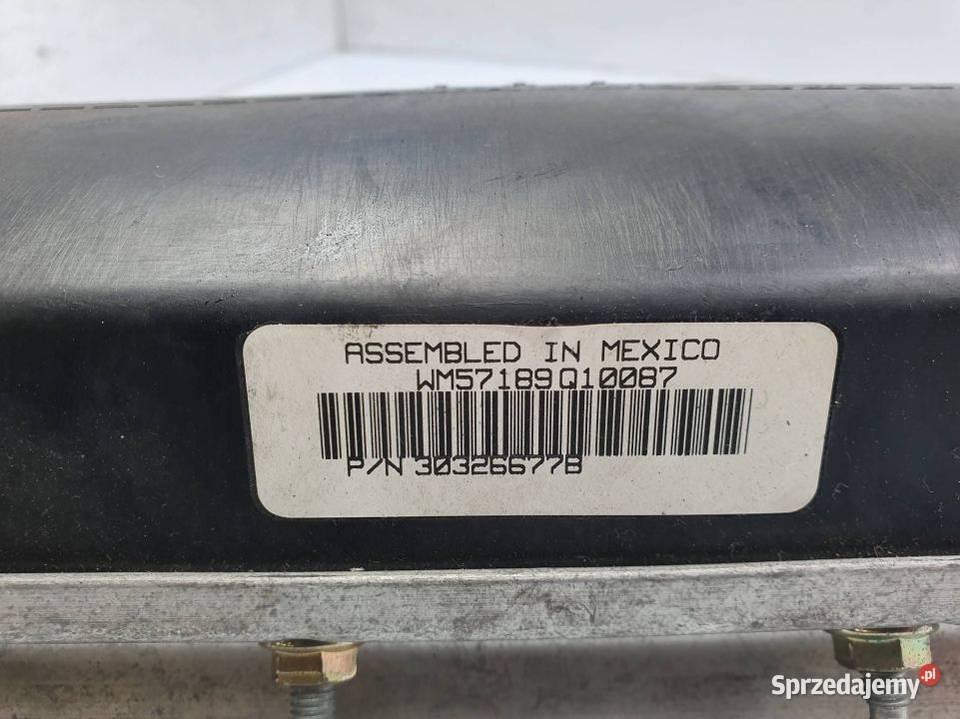 ASSEMBLED IN MEXICO
WM57189Q10087
P/N 30326677B
Sprzedajemy.pl